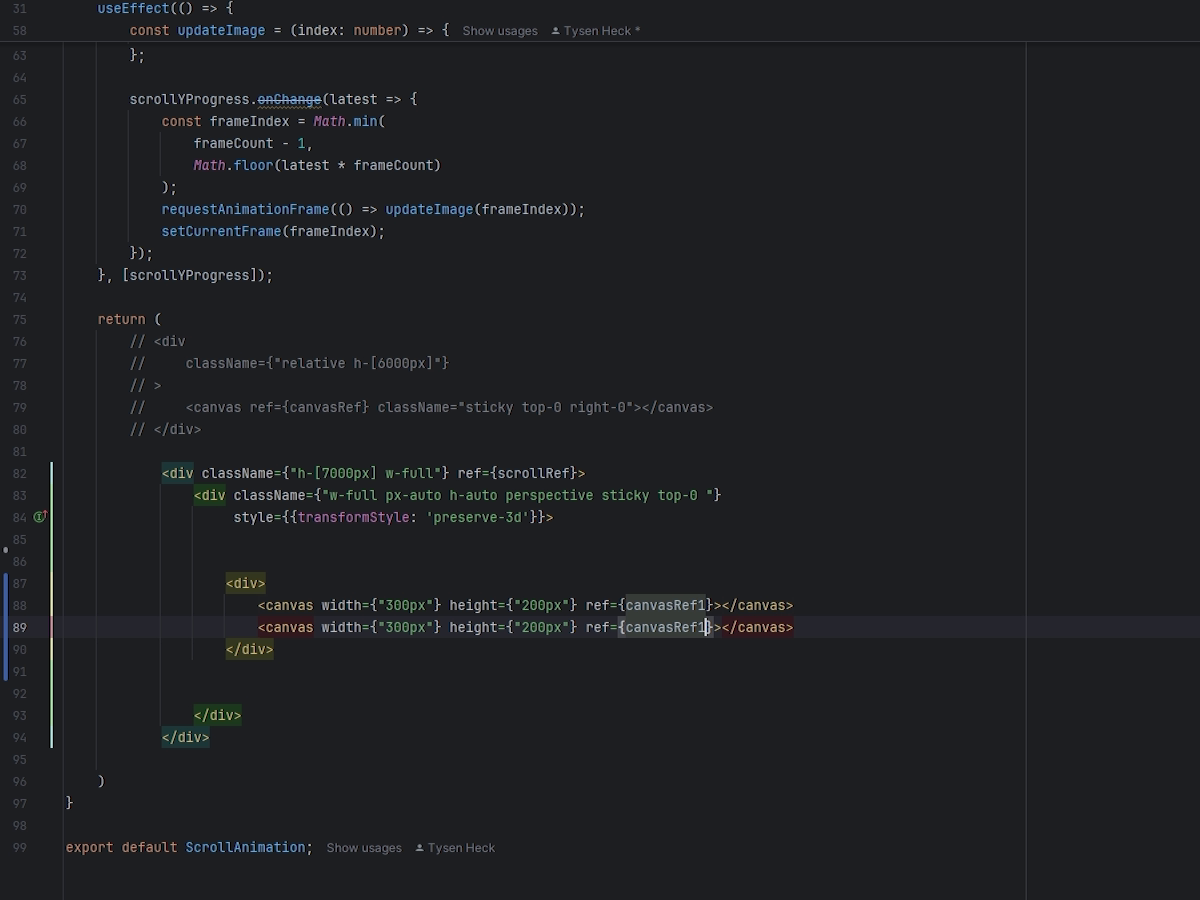 31 useEffect(() => {
58 const updateImage = (index: number) => { Show usages Tysen Heck *
63 };
64
65 scrollYProgress.onChange(latest => {
66 const frameIndex = Math.min(
67 frameCount - 1,
68 Math.floor(latest * frameCount)
69 );
70 requestAnimationFrame(() => updateImage(frameIndex));
71 setCurrentFrame(frameIndex);
72 });
73 }, [scrollYProgress]);
74
75 return (
76 // <div
77 //     className={"relative h-[6000px]"}
78 // >
79 //     <canvas ref={canvasRef} className="sticky top-0 right-0"></canvas>
80 // </div>
81
82 <div className={"h-[7000px] w-full"} ref={scrollRef}>
83 <div className={"w-full px-auto h-auto perspective sticky top-0 "}
84 style={{transformStyle: 'preserve-3d'}}>
85
86
87 <div>
88 <canvas width={"300px"} height={"200px"} ref={canvasRef1}></canvas>
89 <canvas width={"300px"} height={"200px"} ref={canvasRef1}></canvas>
90 </div>
91
92
93 </div>
94 </div>
95
96 )
97 }
98
99 export default ScrollAnimation; Show usages Tysen Heck